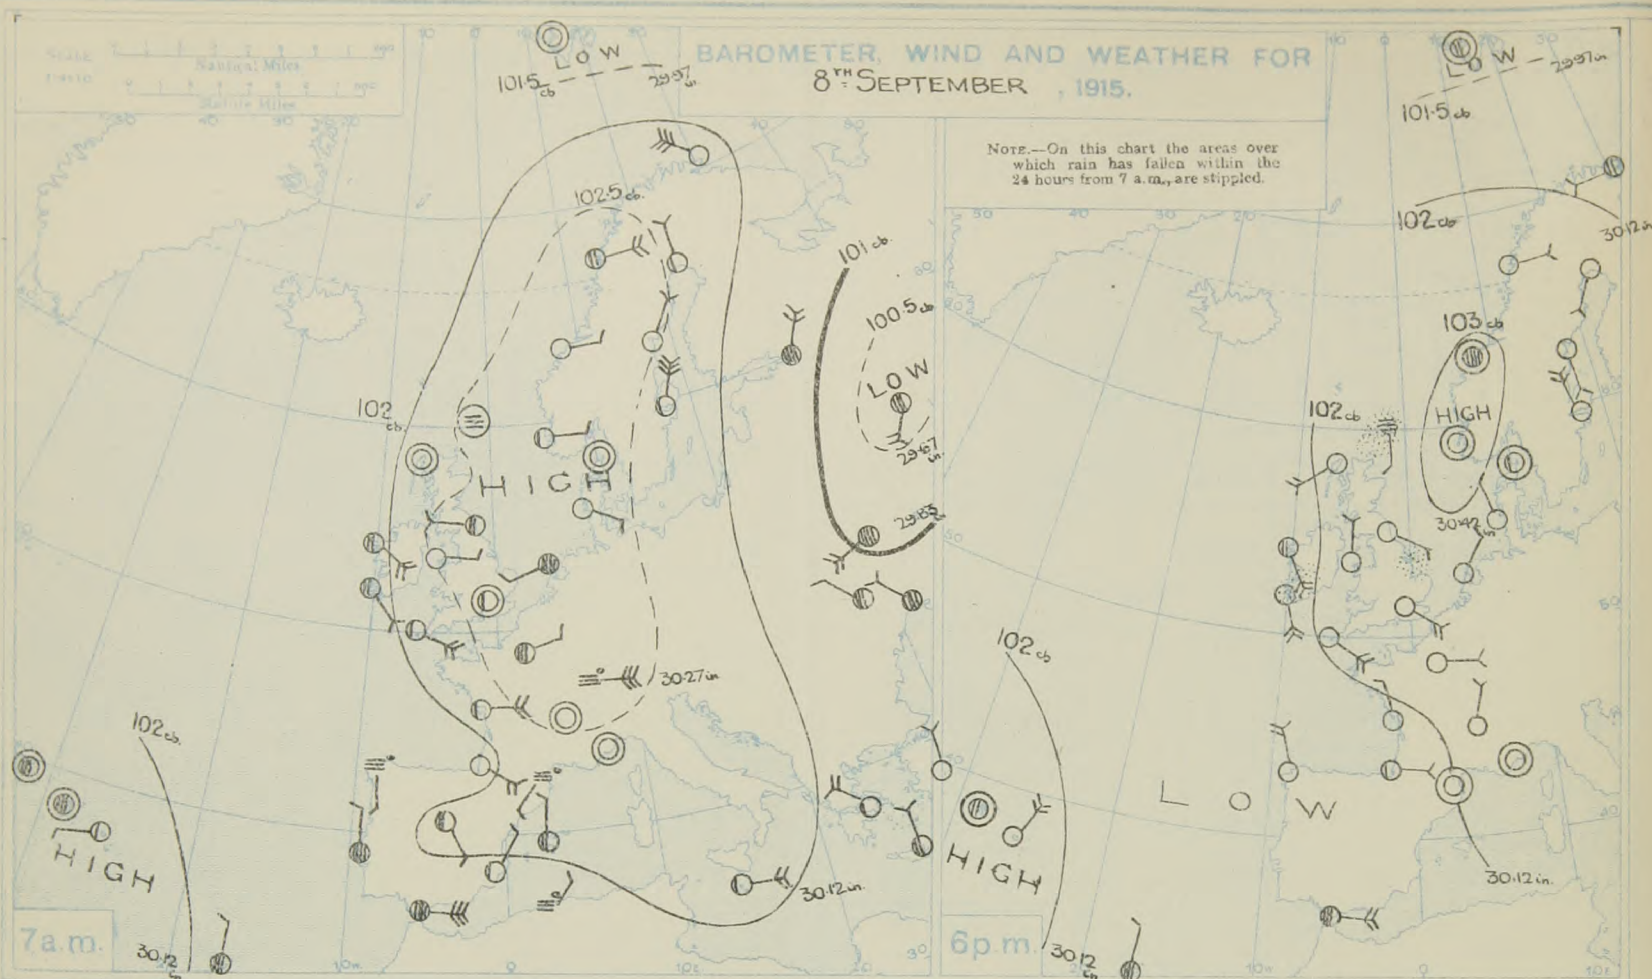 BAROMETER, WIND AND WEATHER FOR
8TH SEPTEMBER, 1915.
NOTE.—On this chart the areas over
which rain has fallen within the
24 hours from 7 a.m., are stippled.
SCALE
Nautical Miles
Statute Miles
LOW
101.5 cb
29.97 in
102.5 cb.
101 cb.
100.5 cb
LOW
29.67 in.
29.83
102 cb.
HIGH
30.27 in
102 cb.
HIGH
30.12 in
30.12 in.
7a.m.
LOW
29.97 in
101.5 cb
102 cb
30.12 in
103 cb
HIGH
30.42 in
102 cb
102 cb
LOW
HIGH
30.12 in.
30.12 in
6p.m.